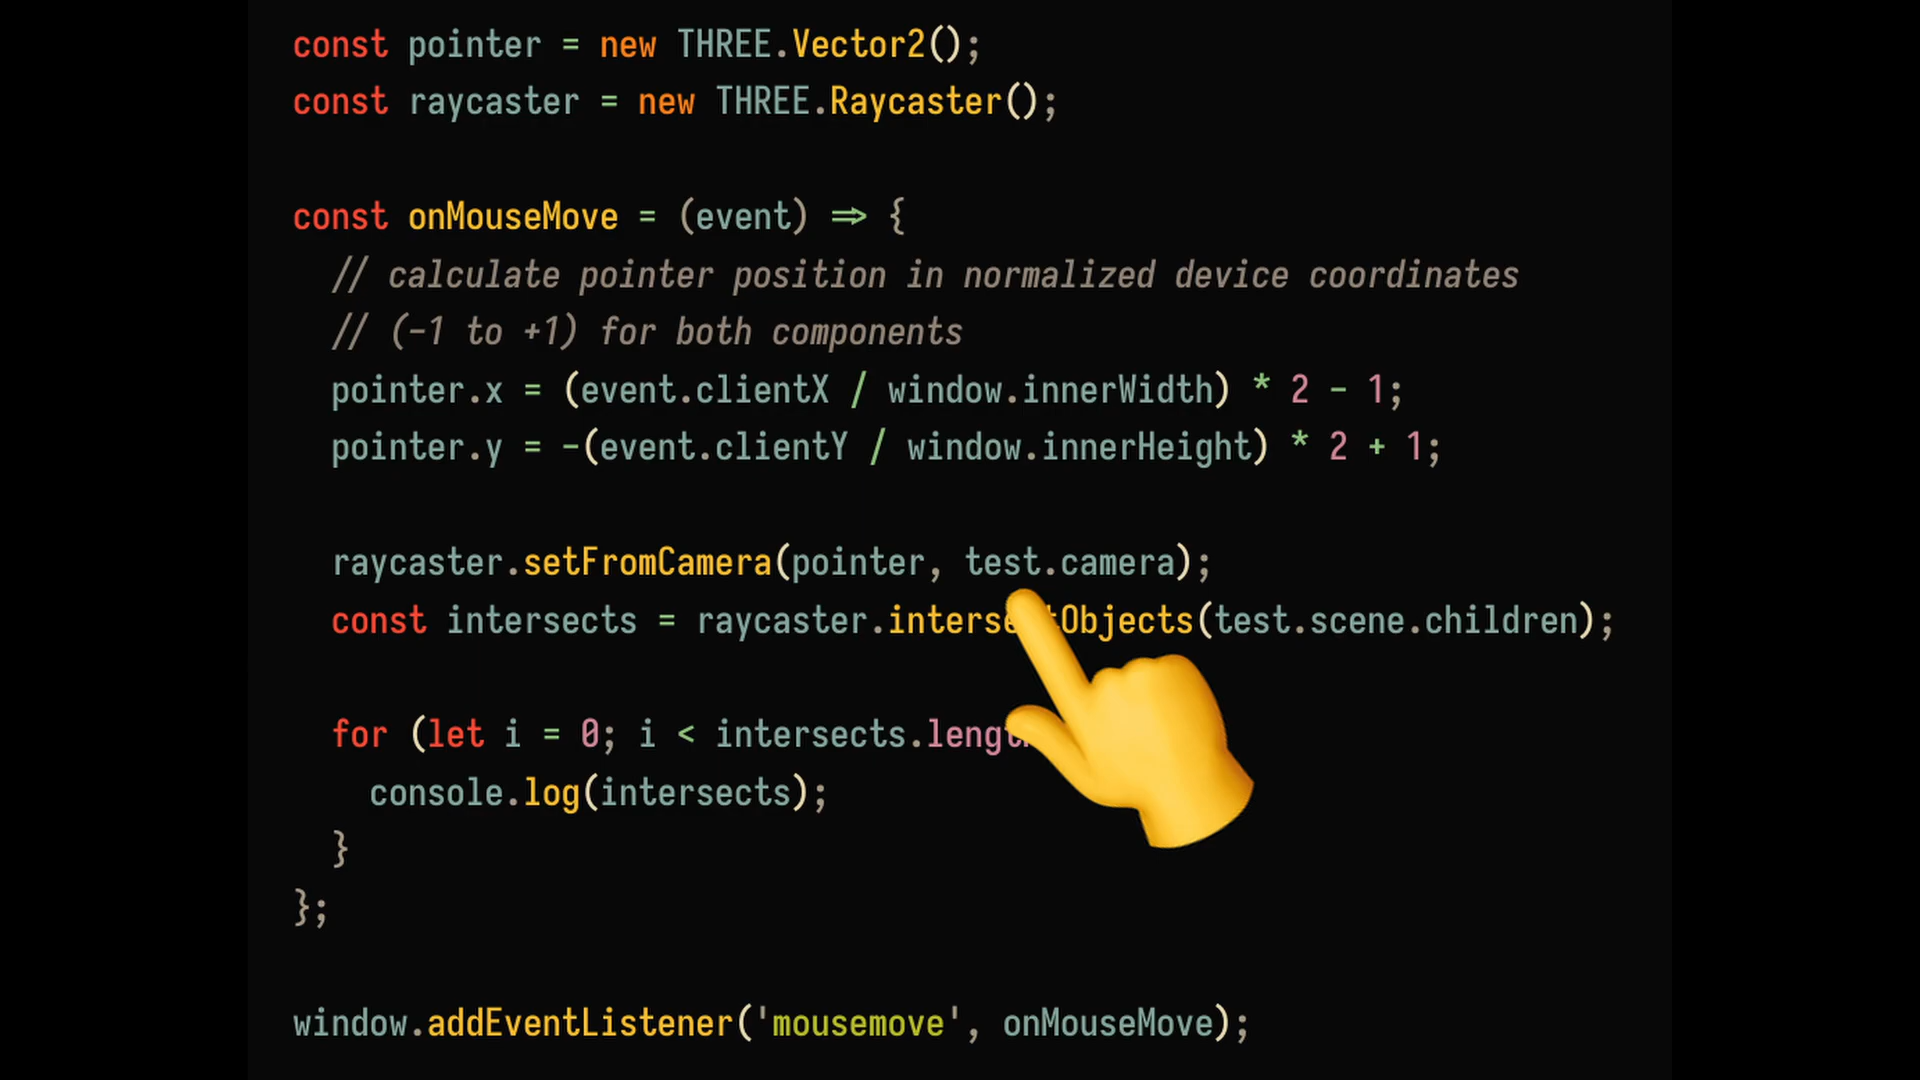 const pointer = new THREE.Vector2();
const raycaster = new THREE.Raycaster();
const onMouseMove = (event) => {
// calculate pointer position in normalized device coordinates
// (-1 to +1) for both components
pointer.x = (event.clientX / window.innerWidth) * 2 - 1;
pointer.y = -(event.clientY / window.innerHeight) * 2 + 1;
raycaster.setFromCamera(pointer, test.camera);
const intersects = raycaster.intersectObjects(test.scene.children);
for (let i = 0; i < intersects.length
console.log(intersects);
}
};
window.addEventListener('mousemove', onMouseMove);